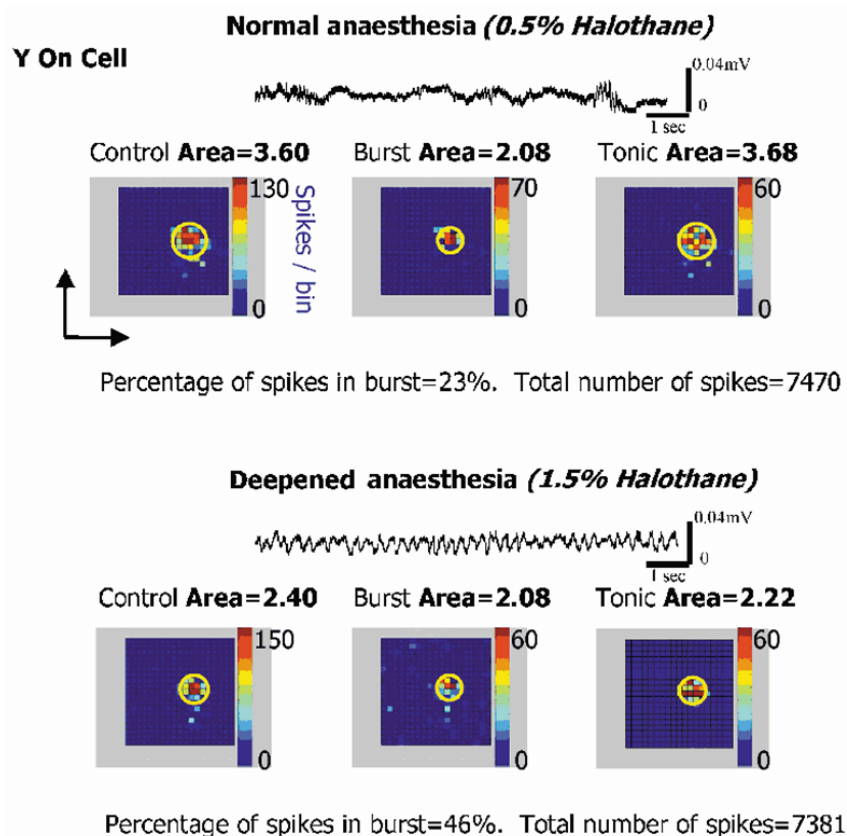 Normal anaesthesia (0.5% Halothane)
Y On Cell
0.04mV
0
1 sec
Control Area=3.60
Burst Area=2.08
Tonic Area=3.68
130
0
Spikes / bin
70
0
60
0
Percentage of spikes in burst=23%. Total number of spikes=7470
Deepened anaesthesia (1.5% Halothane)
0.04mV
0
1 sec
Control Area=2.40
Burst Area=2.08
Tonic Area=2.22
150
0
60
0
60
0
Percentage of spikes in burst=46%. Total number of spikes=7381